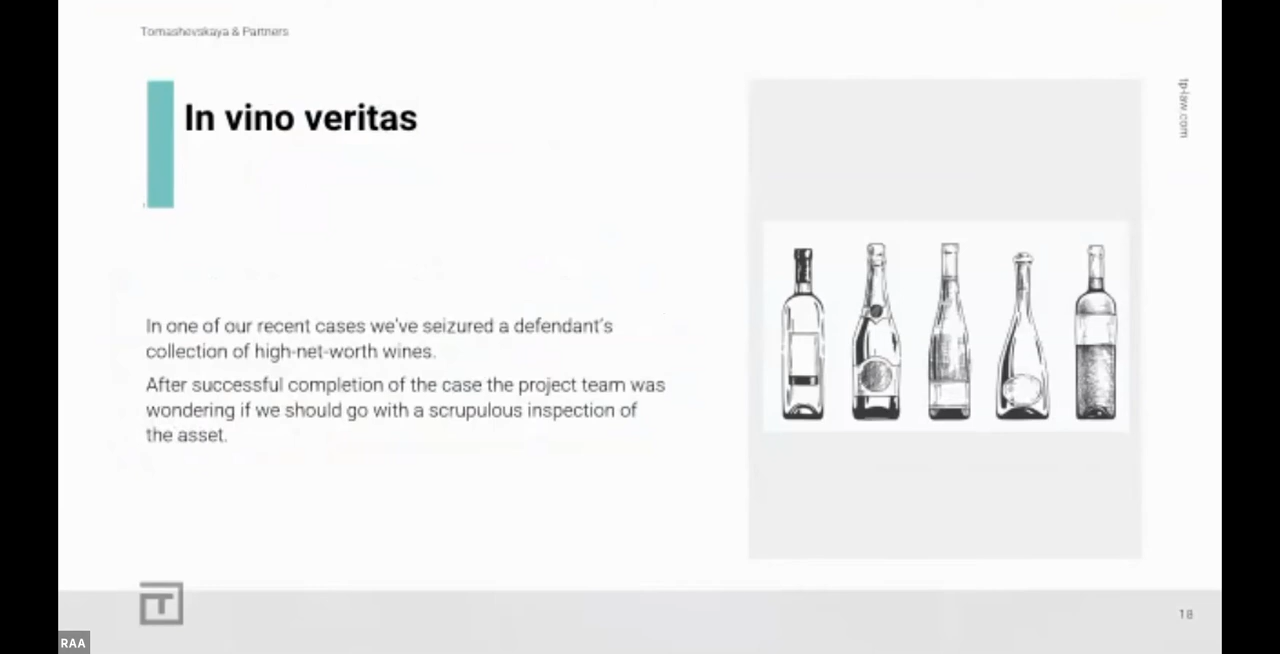 Tomashevskaya & Partners
In vino veritas
tp-law.com
In one of our recent cases we've seizured a defendant's
collection of high-net-worth wines.
After successful completion of the case the project team was
wondering if we should go with a scrupulous inspection of
the asset.
18
RAA